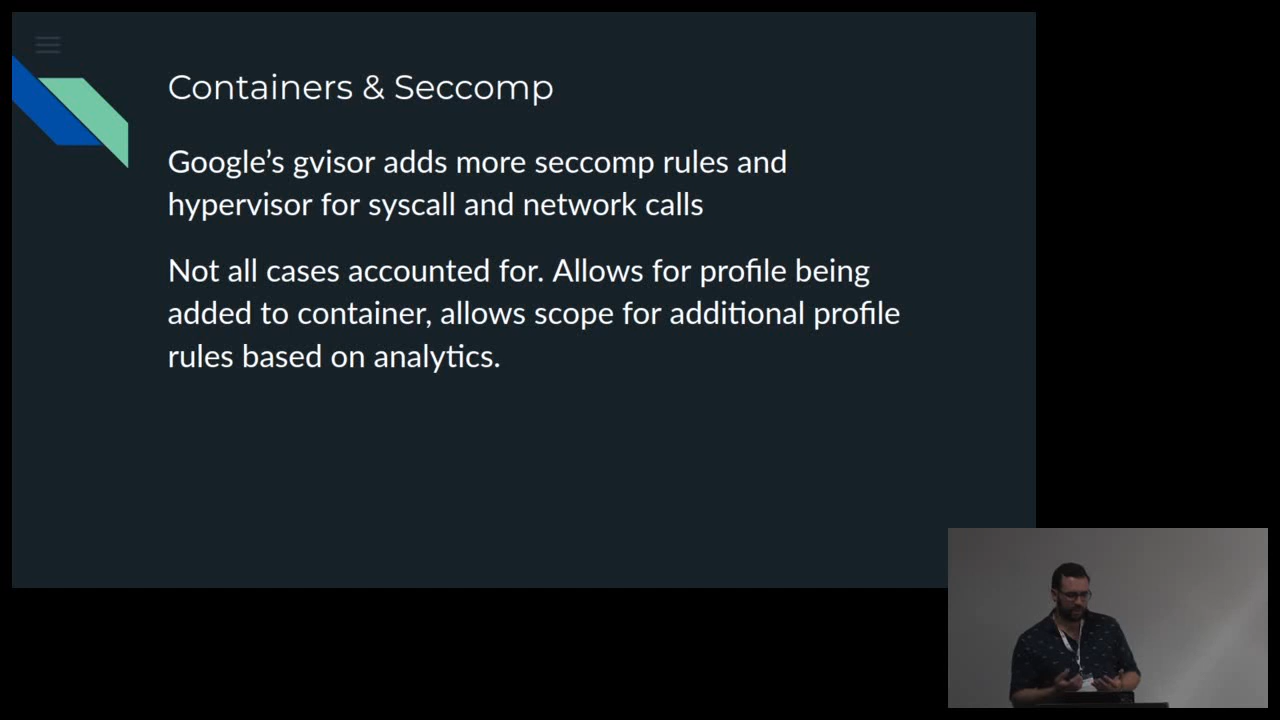 Containers & Seccomp
Google’s gvisor adds more seccomp rules and
hypervisor for syscall and network calls
Not all cases accounted for. Allows for profile being
added to container, allows scope for additional profile
rules based on analytics.